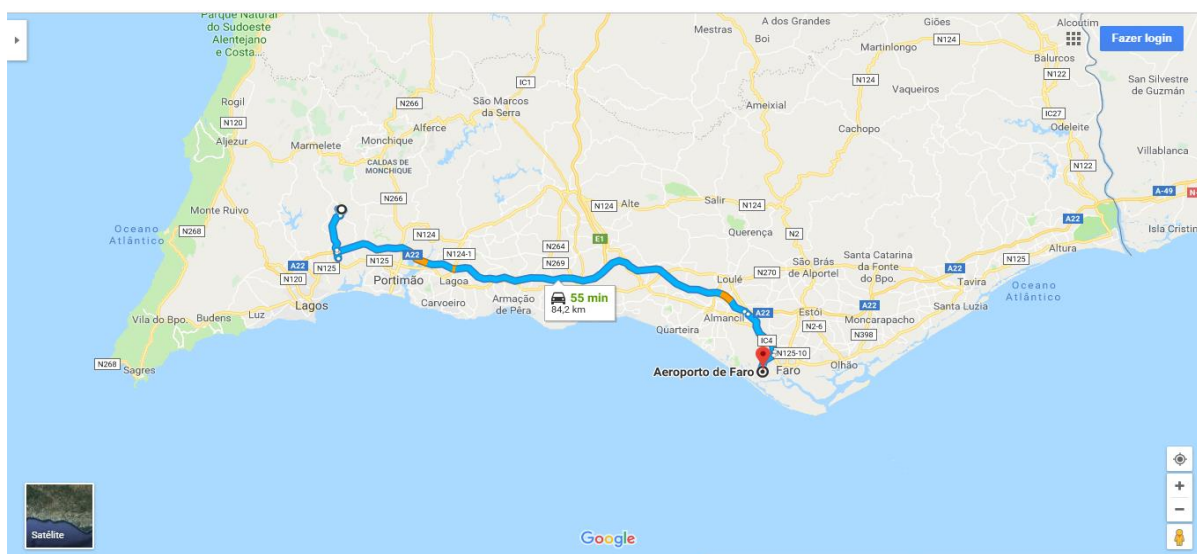 Parque Natural
do Sudoeste
Alentejano
e Costa...
Mestras
A dos Grandes
Boi
Giões
N124
Martinlongo
Alcoutim
Fazer login
Balurcos
N122
San Silvestre
de Guzmán
IC1
Rogil
N120
N266
São Marcos
da Serra
N124
Vaqueiros
Ameixial
IC27
Odeleite
Aljezur
Marmelete
Alferce
Monchique
Cachopo
Villablanca
CALDAS DE
MONCHIQUE
N122
A-49
N266
N124
Alte
Salir
N124
Monte Ruivo
A22
Oceano
Atlântico
N268
N124
N264
E1
Querença
N2
Isla Cristin
Altura
A22
N125
N125
A22
N124-1
N269
N270
Loulé
São Brás
de Alportel
Santa Catarina
da Fonte
do Bpo.
A22
N125
Tavira
N120
Portimão
Lagoa
Lagos
Carvoeiro
Armação
de Pêra
55 min
84,2 km
Almancil
A22
Estói
Moncarapacho
A22
Santa Luzia
Oceano
Atlântico
Vila do Bpo.
Budens
Luz
Quarteira
N2-6
N398
IC4
N125-10
N268
Sagres
Aeroporto de Faro
Faro
Olhão
Satélite
Google
+
−